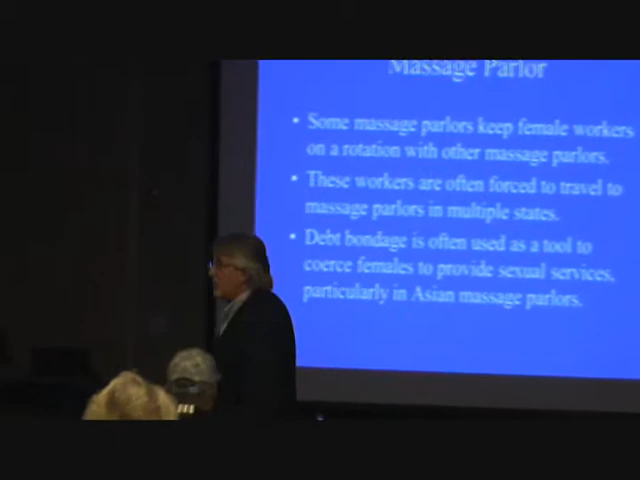 Massage Parlor
• Some massage parlors keep female workers
on a rotation with other massage parlors.
• These workers are often forced to travel to
massage parlors in multiple states.
• Debt bondage is often used as a tool to
coerce females to provide sexual services,
particularly in Asian massage parlors.